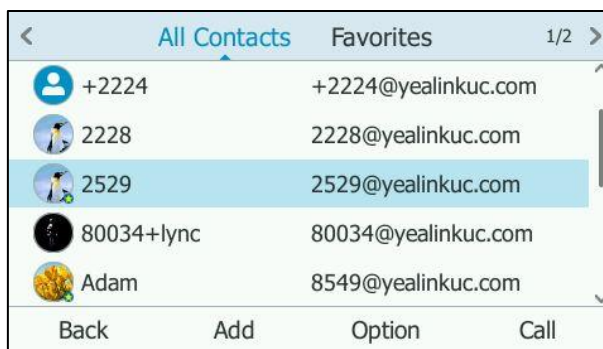 All Contacts Favorites 1/2
+2224 +2224@yealinkuc.com
2228 2228@yealinkuc.com
2529 2529@yealinkuc.com
80034+lync 80034@yealinkuc.com
Adam 8549@yealinkuc.com
Back Add Option Call